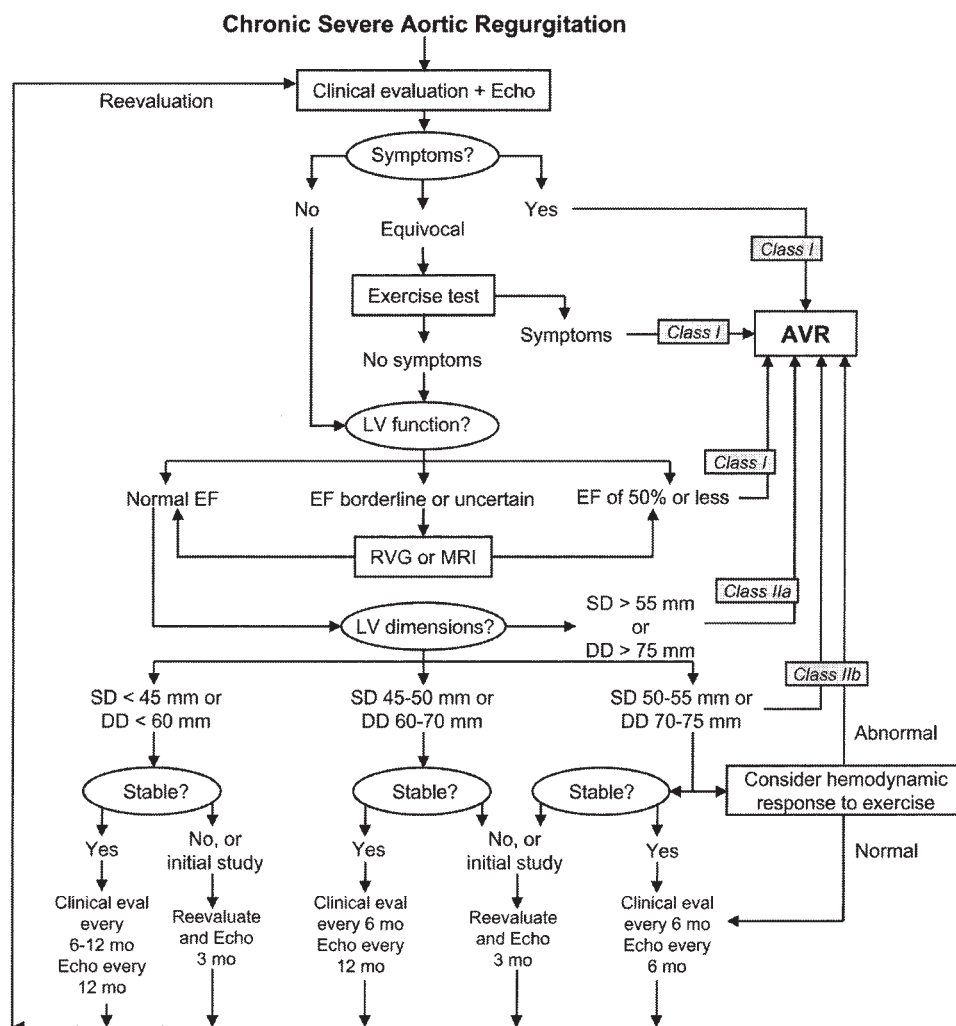 Chronic Severe Aortic Regurgitation
Reevaluation
Clinical evaluation + Echo
Symptoms?
No
Equivocal
Yes
Class I
Exercise test
Symptoms
Class I
AVR
No symptoms
LV function?
Class I
Normal EF
EF borderline or uncertain
EF of 50% or less
RVG or MRI
Class IIa
LV dimensions?
SD > 55 mm
or
DD > 75 mm
Class IIb
SD < 45 mm or
DD < 60 mm
SD 45-50 mm or
DD 60-70 mm
SD 50-55 mm or
DD 70-75 mm
Abnormal
Stable?
Stable?
Stable?
Consider hemodynamic
response to exercise
Yes
No, or
initial study
Yes
No, or
initial study
Yes
Normal
Clinical eval
every
6-12 mo
Echo every
12 mo
Reevaluate
and Echo
3 mo
Clinical eval
every 6 mo
Echo every
12 mo
Reevaluate
and Echo
3 mo
Clinical eval
every 6 mo
Echo every
6 mo